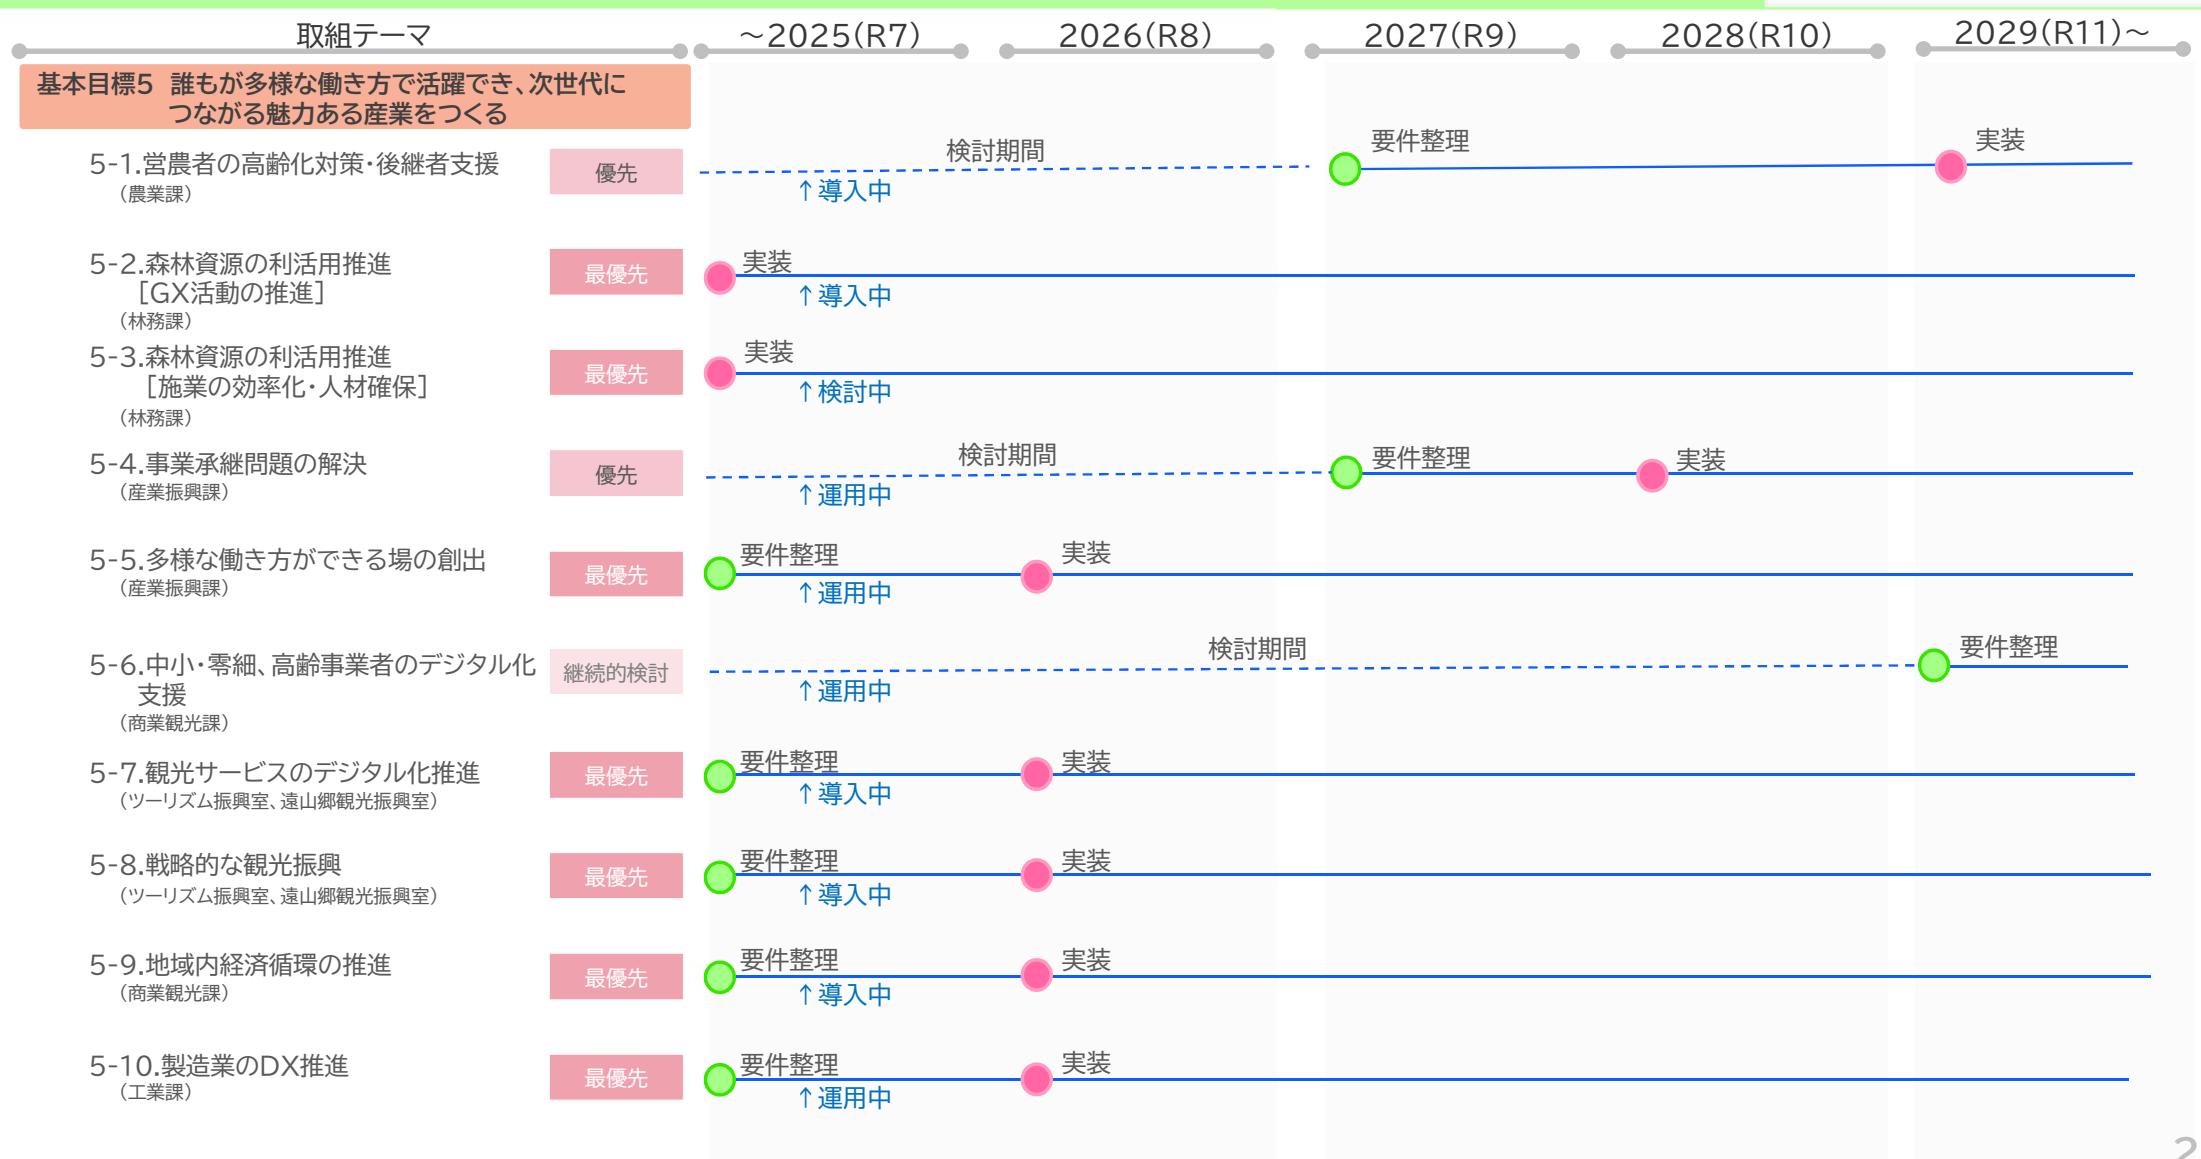 取組テーマ
～2025(R7)
2026(R8)
2027(R9)
2028(R10)
2029(R11)～
基本目標5 誰もが多様な働き方で活躍でき、次世代に
つながる魅力ある産業をつくる
5-1.営農者の高齢化対策・後継者支援
(農業課)
優先
検討期間
↑導入中
要件整理
実装
5-2.森林資源の利活用推進
[GX活動の推進]
(林務課)
最優先
実装
↑導入中
5-3.森林資源の利活用推進
[施業の効率化・人材確保]
(林務課)
最優先
実装
↑検討中
5-4.事業承継問題の解決
(産業振興課)
優先
検討期間
↑運用中
要件整理
実装
5-5.多様な働き方ができる場の創出
(産業振興課)
最優先
要件整理
↑運用中
実装
5-6.中小・零細、高齢事業者のデジタル化
支援
(商業観光課)
継続的検討
検討期間
↑運用中
要件整理
5-7.観光サービスのデジタル化推進
(ツーリズム振興室、遠山郷観光振興室)
最優先
要件整理
↑導入中
実装
5-8.戦略的な観光振興
(ツーリズム振興室、遠山郷観光振興室)
最優先
要件整理
↑導入中
実装
5-9.地域内経済循環の推進
(商業観光課)
最優先
要件整理
↑導入中
実装
5-10.製造業のDX推進
(工業課)
最優先
要件整理
↑運用中
実装
2